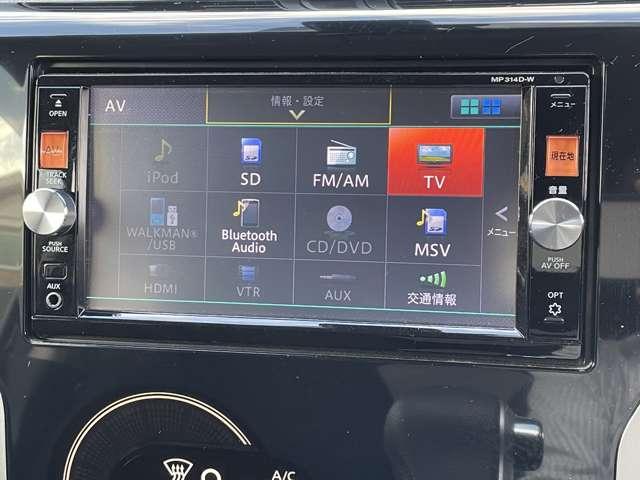 MP314D-W
OPEN
AV
情報・設定
メニュー
現在地
TRACK
SEEK
iPod
SD
FM/AM
TV
音量
WALKMAN®
/USB
Bluetooth
Audio
CD/DVD
MSV
メニュー
PUSH
SOURCE
PUSH
AV OFF
AUX
HDMI
VTR
AUX
交通情報
OPT
A/C